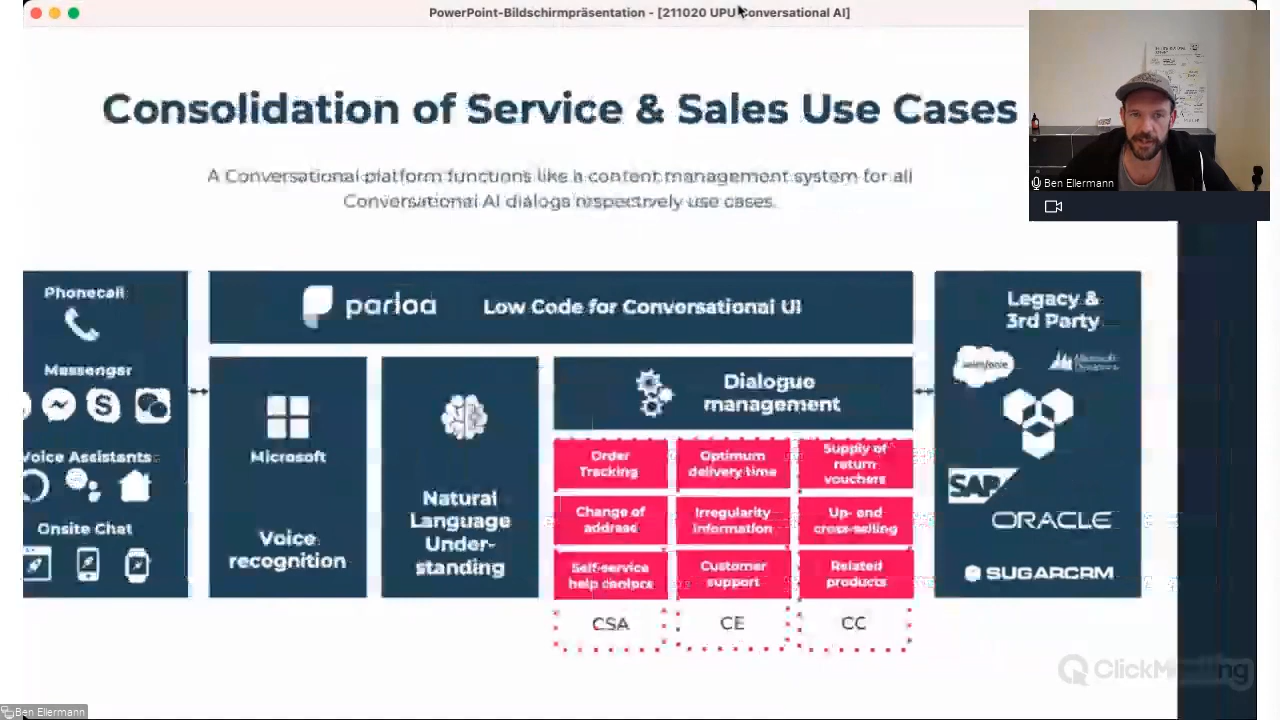 PowerPoint-Bildschirmpräsentation - [211020 UPU Conversational AI]
Consolidation of Service & Sales Use Cases
A Conversational platform functions like a content management system for all
Conversational AI dialogs respectively use cases.
Ben Ellermann
Phonecall
Messenger
Voice Assistants
Onsite Chat
parloa
Low Code for Conversational UI
Microsoft
Voice
recognition
Natural
Language
Under-
standing
Dialogue
management
Order
Tracking
Optimum
delivery time
Supply of
return
vouchers
Change of
address
Irregularity
information
Up- and
cross-selling
Self-service
help centers
Customer
support
Related
products
CSA
CE
CC
Legacy &
3rd Party
salesforce
Microsoft
Dynamics
SAP
ORACLE
SUGARCRM
ClickMeeting
Ben Ellermann